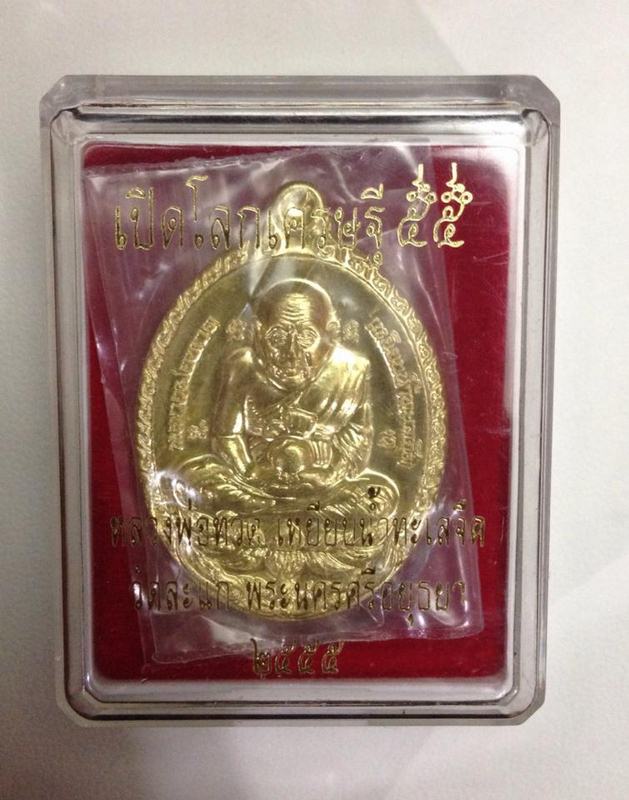 เปิดโลกเศรษฐี ๕๕
หลวงพ่อทวด เหยียบน้ำทะเลจืด
วัดสะแก พระนครศรีอยุธยา
๒๕๕๕